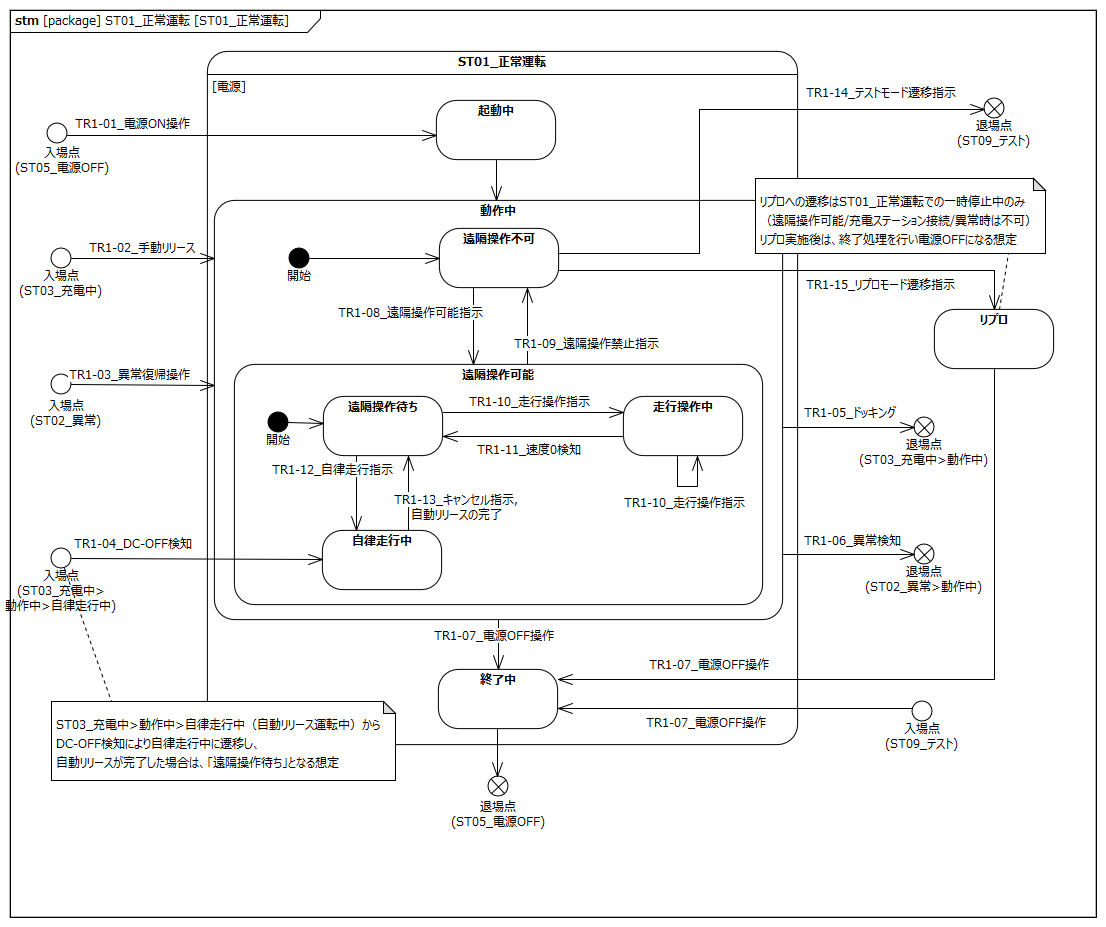 stm [package] ST01_正常運転 [ST01_正常運転]
ST01_正常運転
[電源]
起動中
TR1-01_電源ON操作
入場点
(ST05_電源OFF)
TR1-14_テストモード遷移指示
退場点
(ST09_テスト)
リプロへの遷移はST01_正常運転での一時停止中のみ
（遠隔操作可能/充電ステーション接続/異常時は不可）
リプロ実施後は、終了処理を行い電源OFFになる想定
動作中
遠隔操作不可
開始
TR1-02_手動リリース
入場点
(ST03_充電中)
TR1-15_リプロモード遷移指示
リプロ
TR1-08_遠隔操作可能指示
TR1-09_遠隔操作禁止指示
TR1-03_異常復帰操作
入場点
(ST02_異常)
遠隔操作可能
遠隔操作待ち
開始
TR1-10_走行操作指示
走行操作中
TR1-11_速度0検知
TR1-10_走行操作指示
TR1-12_自律走行指示
TR1-13_キャンセル指示,
自動リリースの完了
自律走行中
TR1-05_ドッキング
退場点
(ST03_充電中>動作中)
TR1-04_DC-OFF検知
入場点
(ST03_充電中>
動作中>自律走行中)
TR1-06_異常検知
退場点
(ST02_異常>動作中)
TR1-07_電源OFF操作
終了中
TR1-07_電源OFF操作
TR1-07_電源OFF操作
入場点
(ST09_テスト)
ST03_充電中>動作中>自律走行中（自動リリース運転中）から
DC-OFF検知により自律走行中に遷移し、
自動リリースが完了した場合は、「遠隔操作待ち」となる想定
退場点
(ST05_電源OFF)